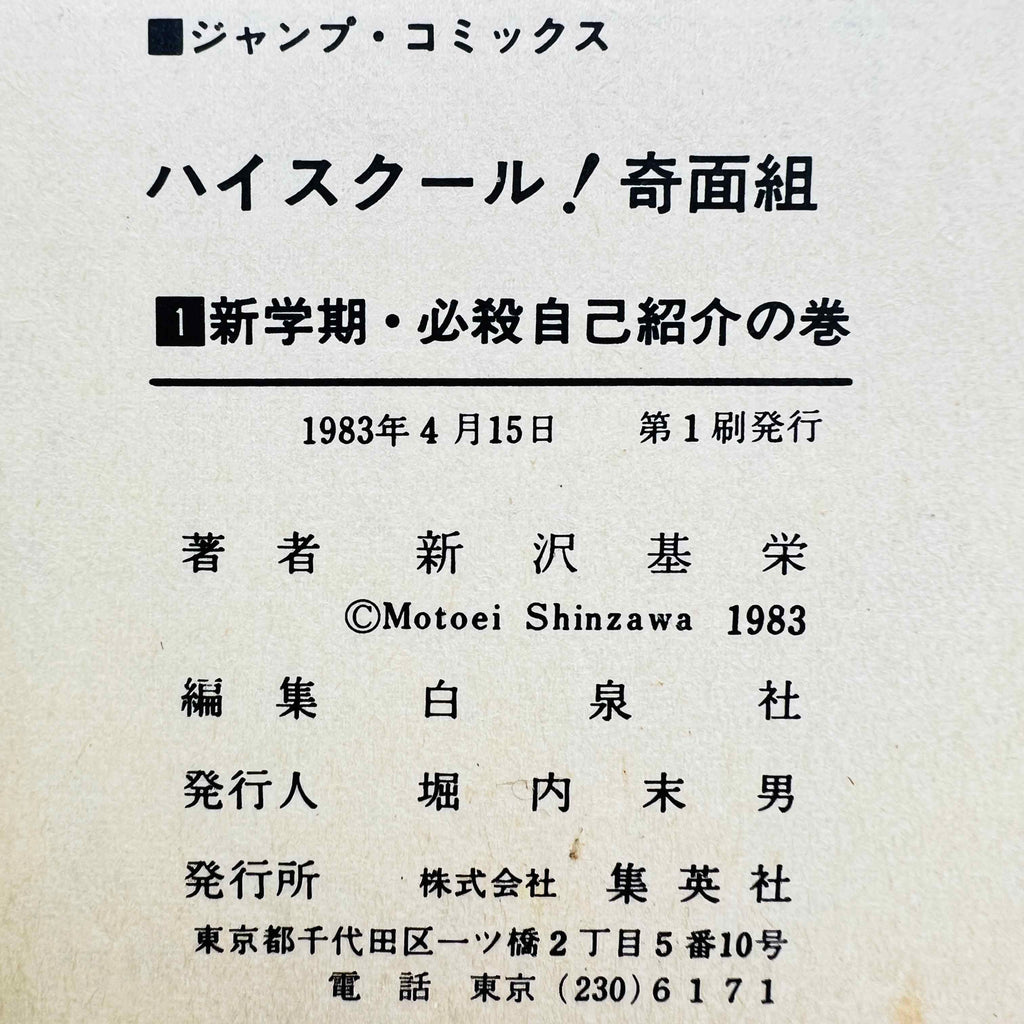 ■ジャンプ・コミックス
ハイスクール!奇面組
1新学期・必殺自己紹介の巻
1983年4月15日 第1刷発行
著者 新沢基栄
©Motoei Shinzawa 1983
編集 白泉社
発行人 堀内末男
発行所 株式会社 集英社
東京都千代田区一ツ橋2丁目5番10号
電話 東京(230)6171